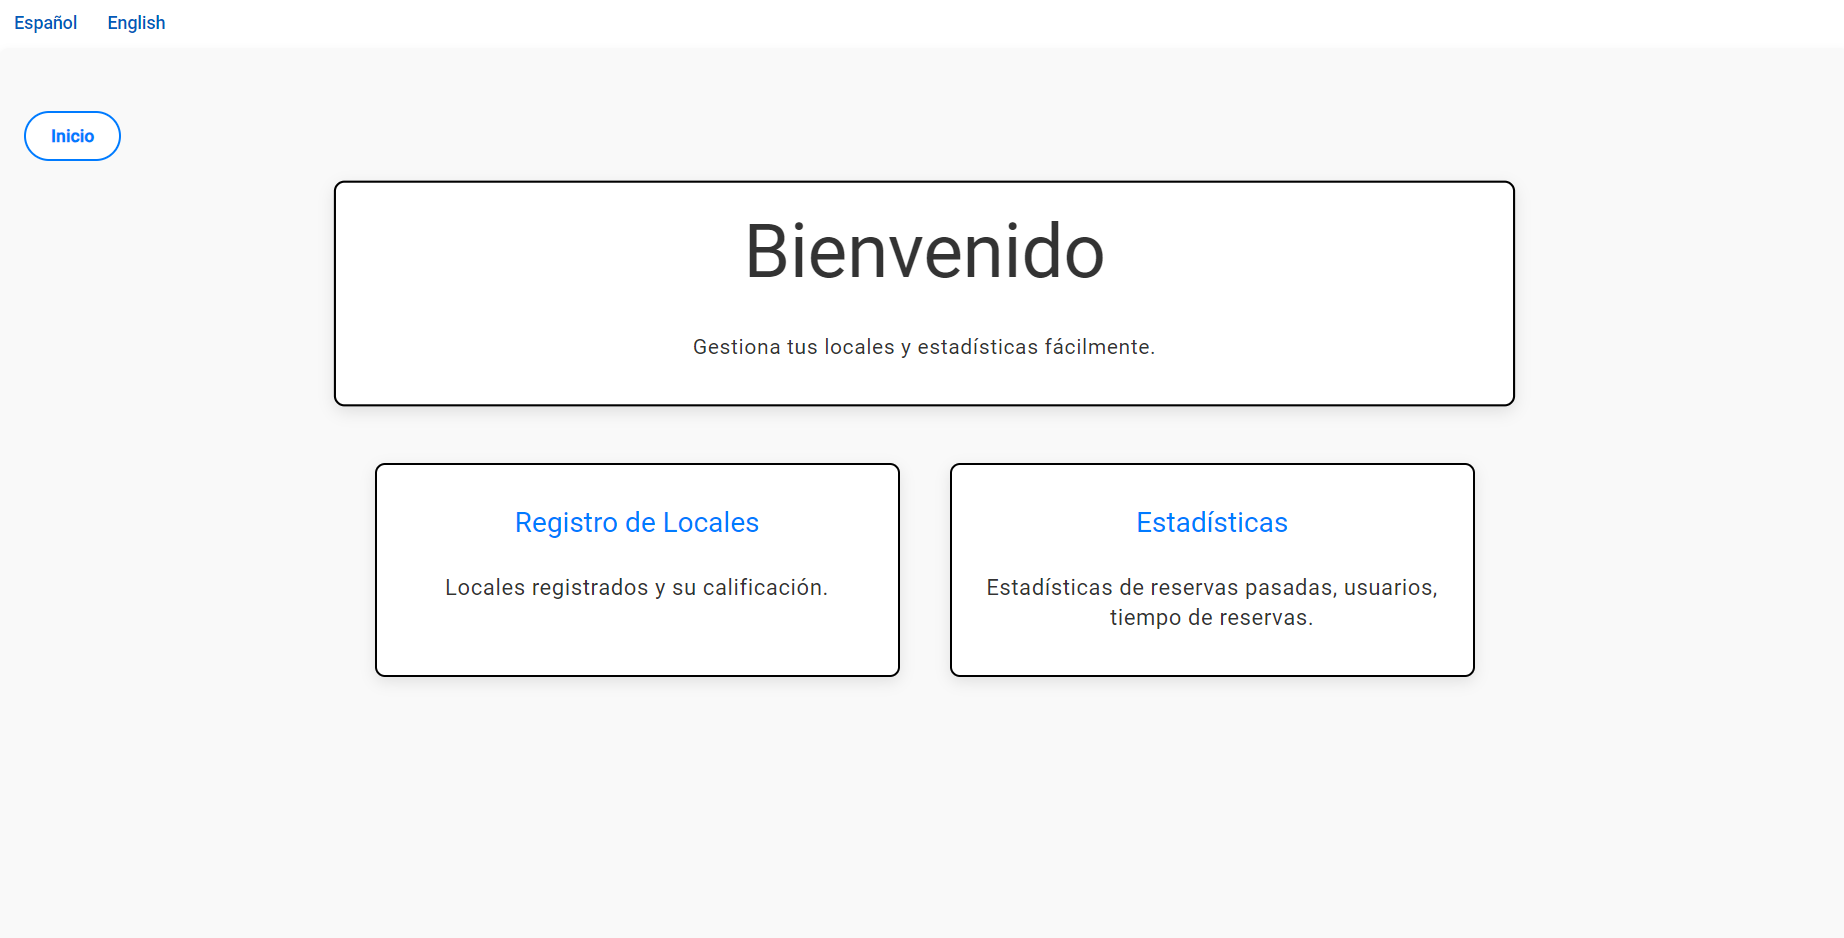 Español English
Inicio
Bienvenido
Gestiona tus locales y estadísticas fácilmente.
Registro de Locales
Locales registrados y su calificación.
Estadísticas
Estadísticas de reservas pasadas, usuarios,
tiempo de reservas.